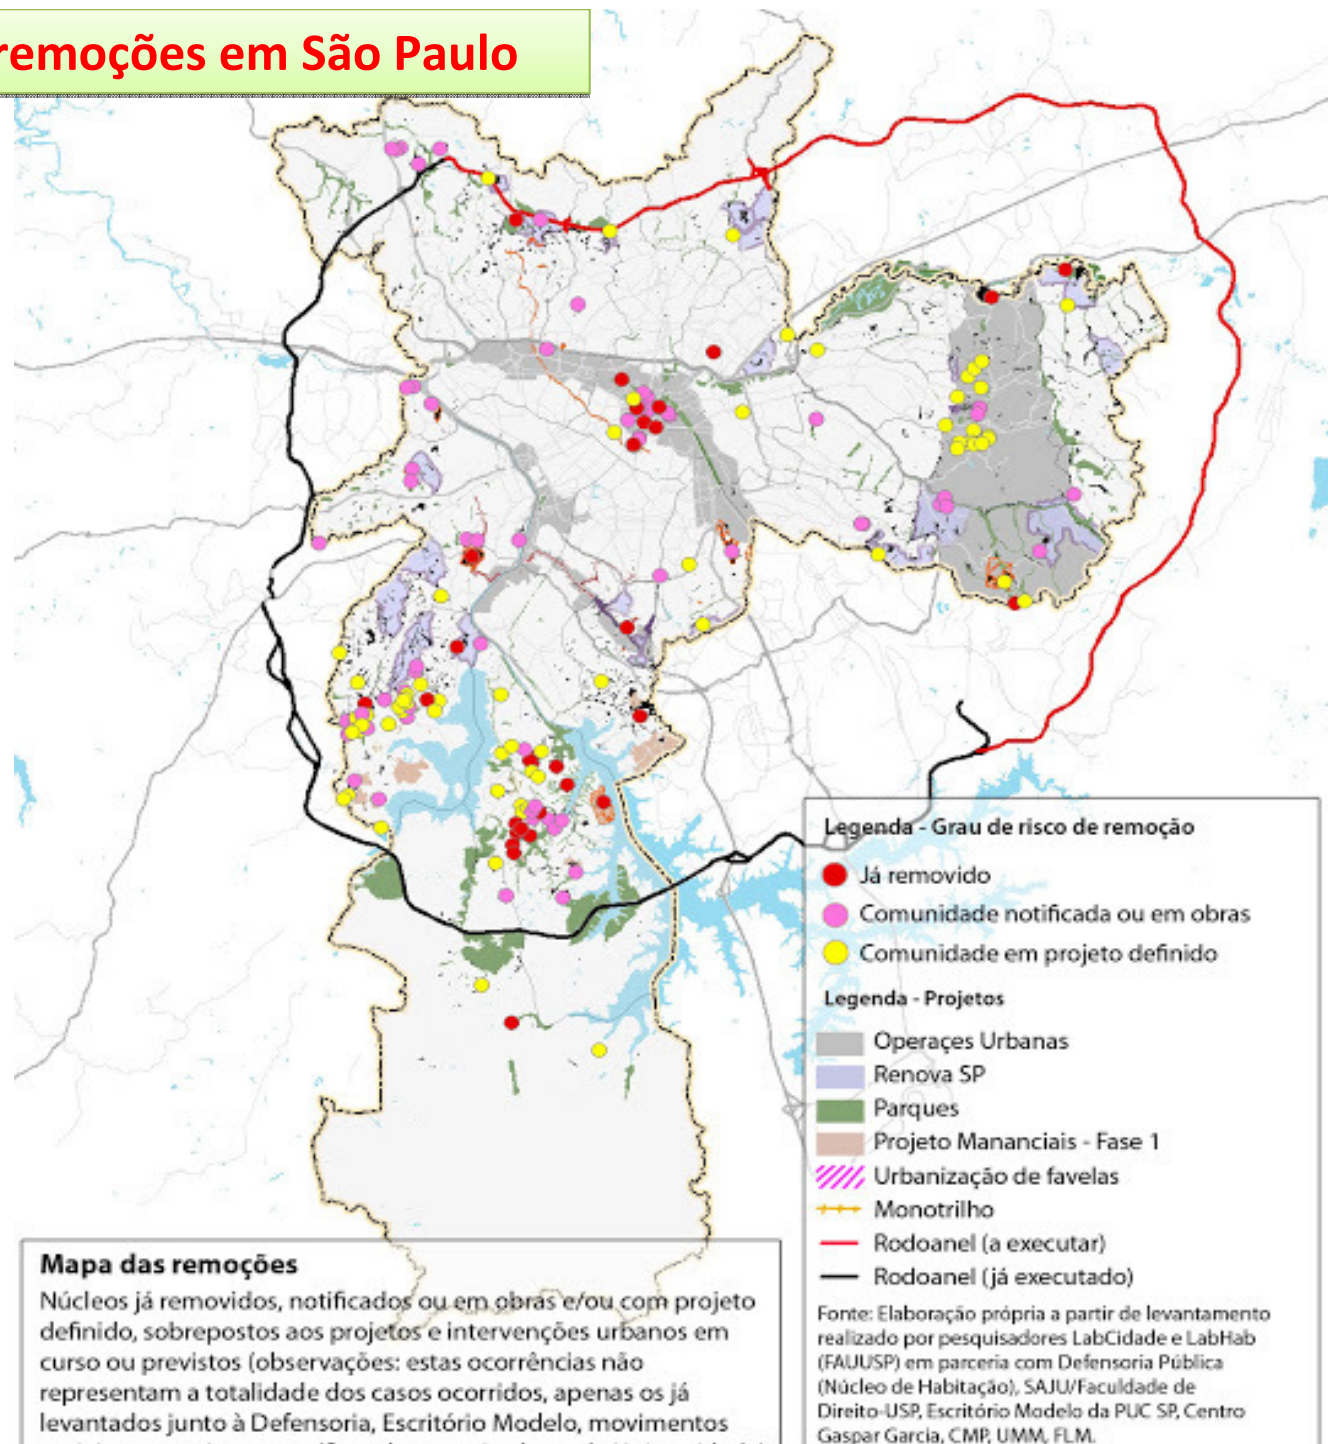 remoções em São Paulo
Legenda - Grau de risco de remoção
Já removido
Comunidade notificada ou em obras
Comunidade em projeto definido
Legenda - Projetos
Operaçes Urbanas
Renova SP
Parques
Projeto Mananciais - Fase 1
Urbanização de favelas
Monotrilho
Rodoanel (a executar)
Rodoanel (já executado)
Fonte: Elaboração própria a partir de levantamento
realizado por pesquisadores LabCidade e LabHab
(FAUUSP) em parceria com Defensoria Pública
(Núcleo de Habitação), SAJU/Faculdade de
Direito-USP, Escritório Modelo da PUC SP, Centro
Gaspar Garcia, CMP, UMM, FLM.
Mapa das remoções
Núcleos já removidos, notificados ou em obras e/ou com projeto
definido, sobrepostos aos projetos e intervenções urbanos em
curso ou previstos (observações: estas ocorrências não
representam a totalidade dos casos ocorridos, apenas os já
levantados junto à Defensoria, Escritório Modelo, movimentos